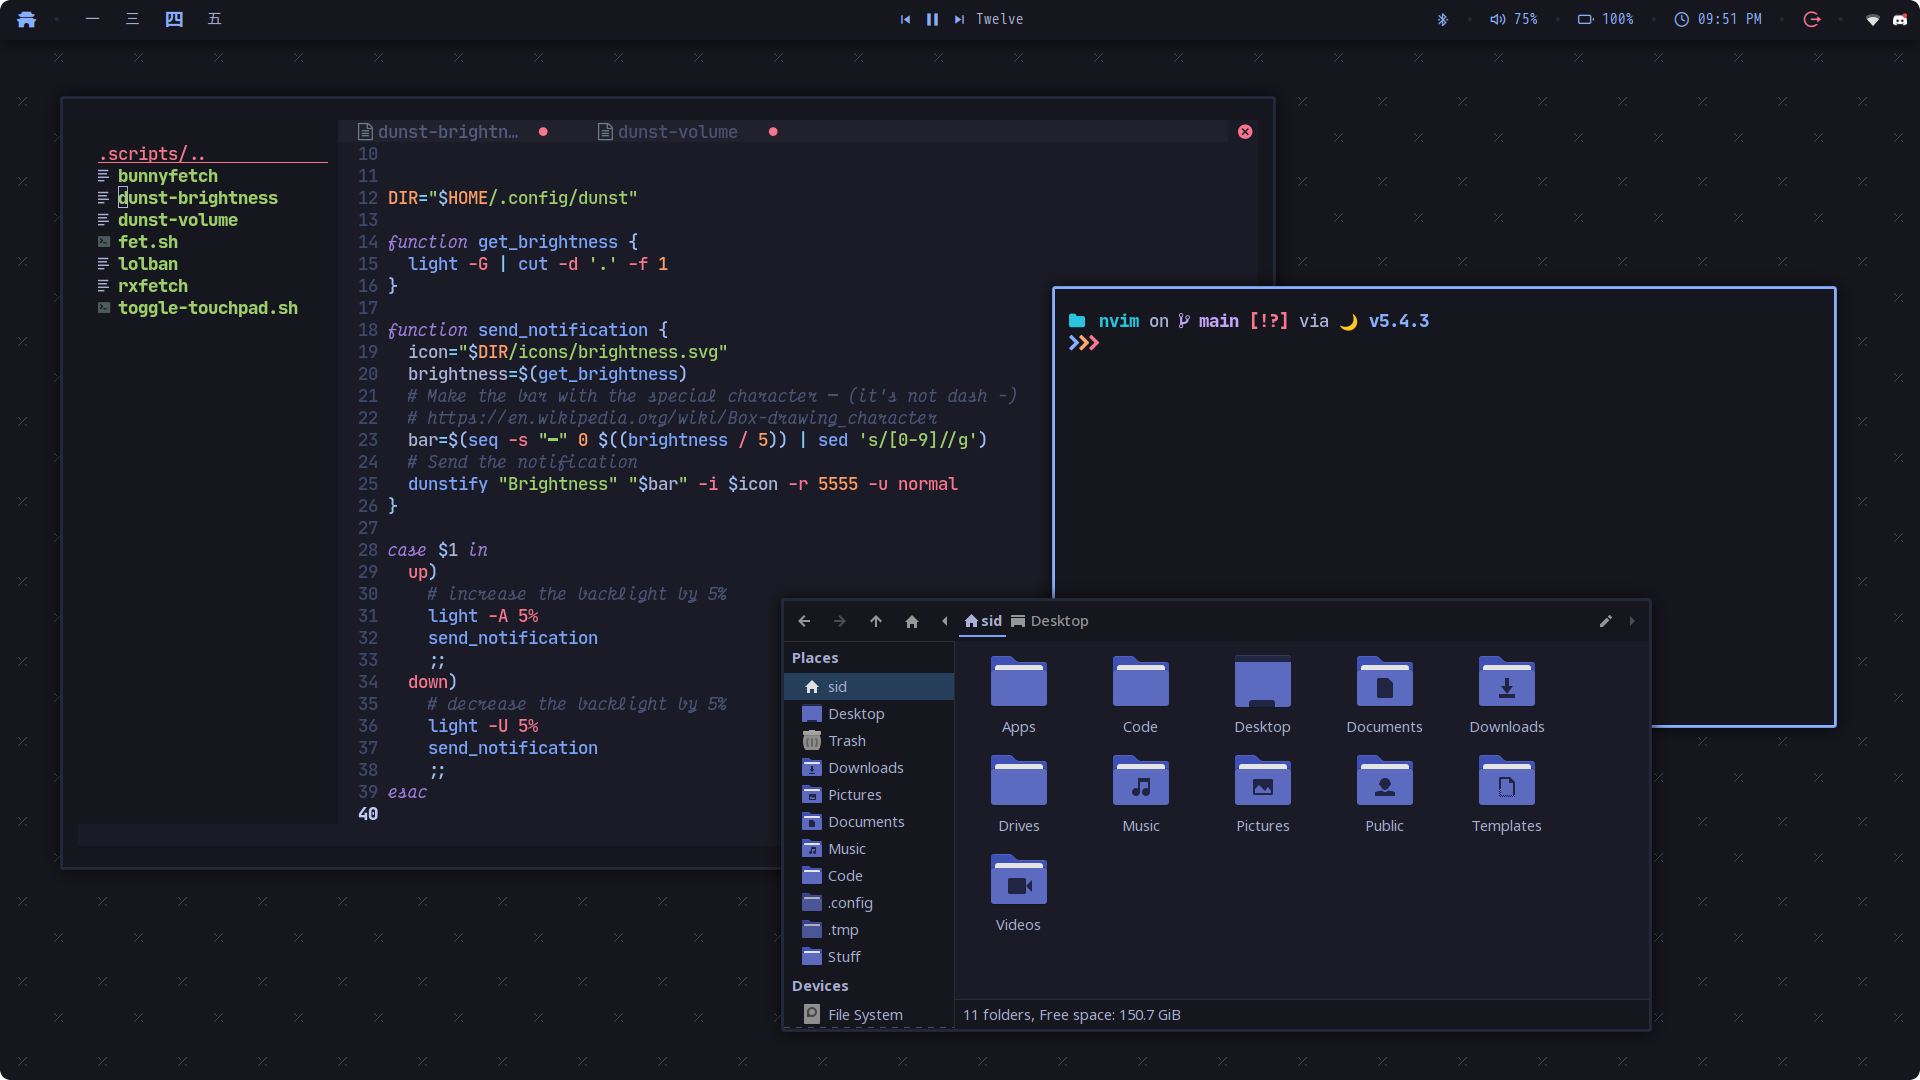 一 三 四 五
Twelve
75% 100% 09:51 PM
dunst-brightn… dunst-volume
.scripts/..
bunnyfetch
dunst-brightness
dunst-volume
fet.sh
lolban
rxfetch
toggle-touchpad.sh
10
11
12 DIR="$HOME/.config/dunst"
13
14 function get_brightness {
15 light -G | cut -d '.' -f 1
16 }
17
18 function send_notification {
19 icon="$DIR/icons/brightness.svg"
20 brightness=$(get_brightness)
21 # Make the bar with the special character ─ (it's not dash -)
22 # https://en.wikipedia.org/wiki/Box-drawing_character
23 bar=$(seq -s "─" 0 $((brightness / 5)) | sed 's/[0-9]//g')
24 # Send the notification
25 dunstify "Brightness" "$bar" -i $icon -r 5555 -u normal
26 }
27
28 case $1 in
29 up)
30 # increase the backlight by 5%
31 light -A 5%
32 send_notification
33 ;;
34 down)
35 # decrease the backlight by 5%
36 light -U 5%
37 send_notification
38 ;;
39 esac
40
nvim on main [!?] via 🌙 v5.4.3
❯❯❯
sid Desktop
Places
sid
Desktop
Trash
Downloads
Pictures
Documents
Music
Code
.config
.tmp
Stuff
Devices
File System
Apps Code Desktop Documents Downloads
Drives Music Pictures Public Templates
Videos
11 folders, Free space: 150.7 GiB